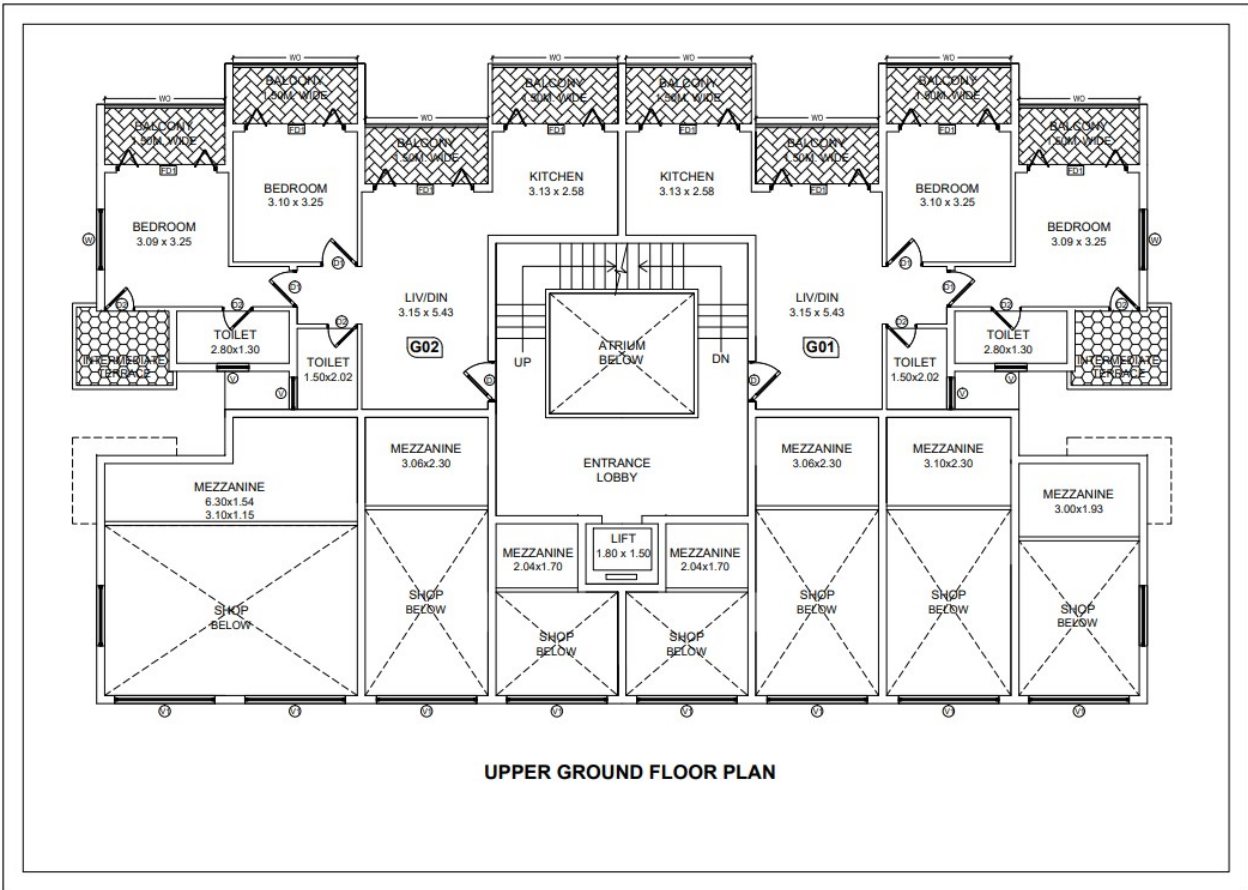 WO
WO
WO
WO
BALCONY
1.50M. WIDE
BALCONY
1.50M. WIDE
BALCONY
1.50M. WIDE
BALCONY
1.50M. WIDE
FD1
FD1
FD1
FD1
WO
WO
WO
WO
BALCONY
1.50M. WIDE
BALCONY
1.50M. WIDE
BALCONY
1.50M. WIDE
BALCONY
1.50M. WIDE
FD1
FD1
FD1
FD1
KITCHEN
3.13 x 2.58
KITCHEN
3.13 x 2.58
BEDROOM
3.10 x 3.25
BEDROOM
3.10 x 3.25
BEDROOM
3.09 x 3.25
BEDROOM
3.09 x 3.25
W
W
D1
D1
D1
D1
D2
D2
D2
D2
D2
D2
LIV/DIN
3.15 x 5.43
LIV/DIN
3.15 x 5.43
TOILET
2.80x1.30
TOILET
2.80x1.30
G02
G01
ATRIUM
BELOW
UP
DN
INTERMEDIATE
TERRACE
INTERMEDIATE
TERRACE
TOILET
1.50x2.02
TOILET
1.50x2.02
V
V
V
V
D
D
MEZZANINE
3.06x2.30
MEZZANINE
3.06x2.30
MEZZANINE
3.10x2.30
ENTRANCE
LOBBY
MEZZANINE
6.30x1.54
3.10x1.15
MEZZANINE
3.00x1.93
LIFT
1.80 x 1.50
MEZZANINE
2.04x1.70
MEZZANINE
2.04x1.70
SHOP
BELOW
SHOP
BELOW
SHOP
BELOW
SHOP
BELOW
SHOP
BELOW
SHOP
BELOW
SHOP
BELOW
V1
V1
V1
V1
V1
V1
V1
V1
UPPER GROUND FLOOR PLAN